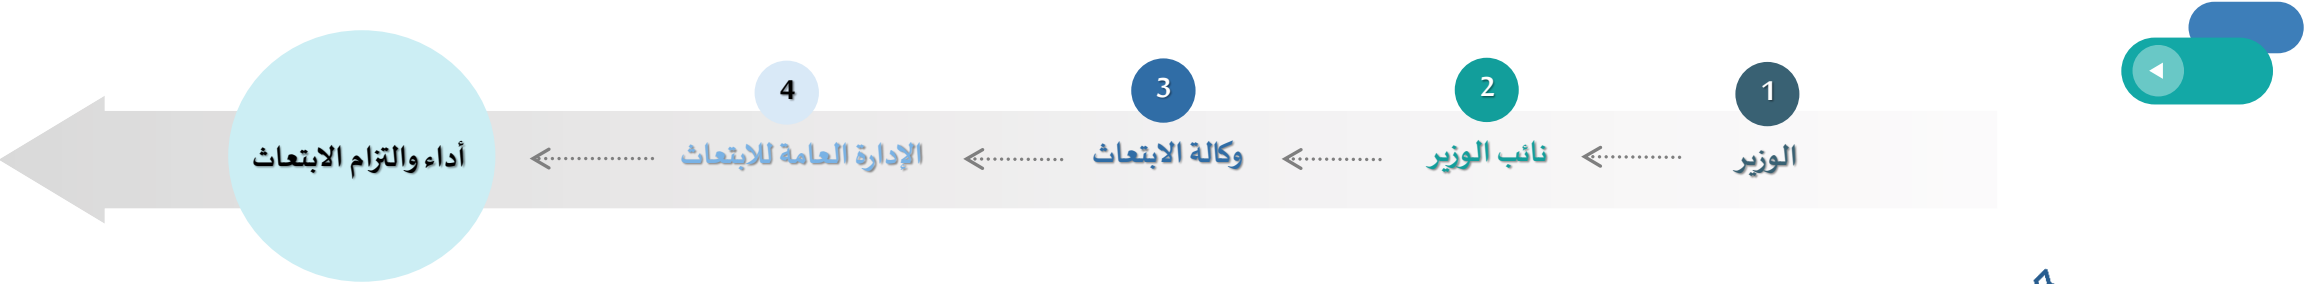 1
الوزير
2
نائب الوزير
3
وكالة الابتعاث
4
الإدارة العامة للابتعاث
أداء والتزام الابتعاث